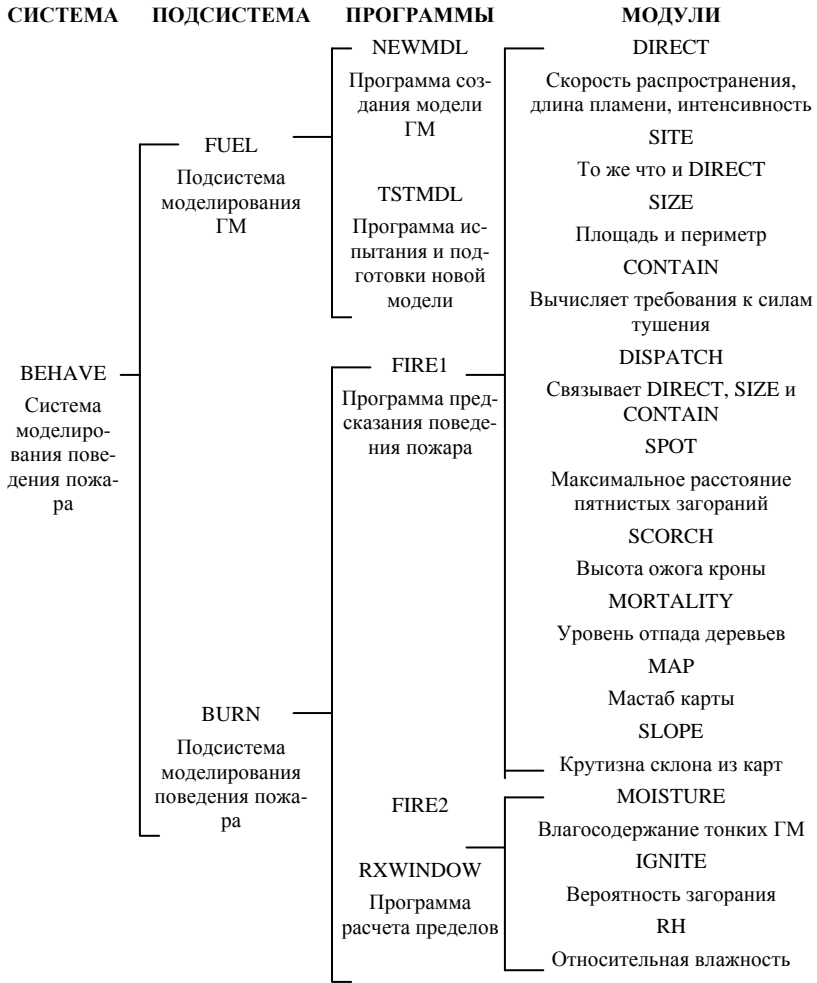 СИСТЕМА ПОДСИСТЕМА ПРОГРАММЫ МОДУЛИ
BEHAVE
Система
моделиро-
вания пове-
дения пожа-
ра
FUEL
Подсистема
моделирования
ГМ
BURN
Подсистема
моделирования
поведения пожа-
ра
NEWMDL
Программа соз-
дания модели
ГМ
TSTMDL
Программа ис-
пытания и под-
готовки новой
модели
FIRE1
Программа пред-
сказания поведе-
ния пожара
FIRE2
RXWINDOW
Программа
расчета пределов
DIRECT
Скорость распространения,
длина пламени, интенсивность
SITE
То же что и DIRECT
SIZE
Площадь и периметр
CONTAIN
Вычисляет требования к силам
тушения
DISPATCH
Связывает DIRECT, SIZE и
CONTAIN
SPOT
Максимальное расстояние
пятнистых загораний
SCORCH
Высота ожога кроны
MORTALITY
Уровень отпада деревьев
MAP
Мастаб карты
SLOPE
Крутизна склона из карт
MOISTURE
Влагосодержание тонких ГМ
IGNITE
Вероятность загорания
RH
Относительная влажность